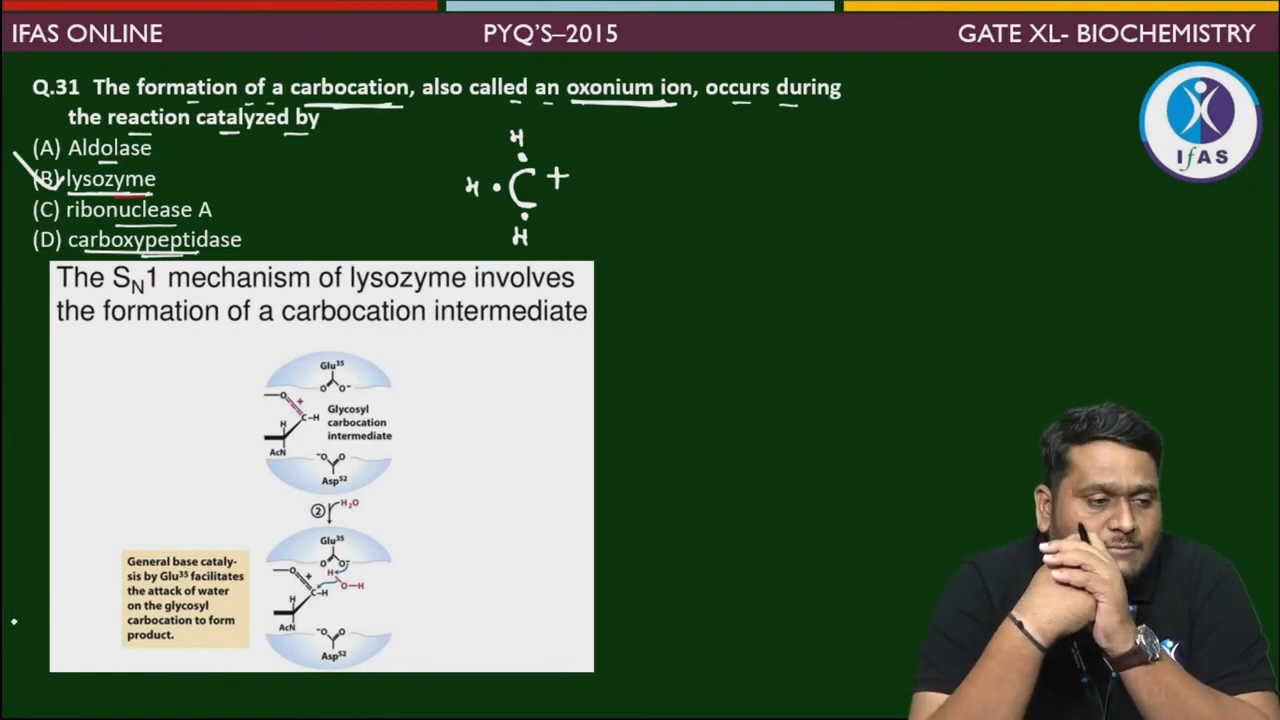 IFAS ONLINE
PYQ'S–2015
GATE XL- BIOCHEMISTRY
Q.31 The formation of a carbocation, also called an oxonium ion, occurs during
the reaction catalyzed by
(A) Aldolase
(B) lysozyme
(C) ribonuclease A
(D) carboxypeptidase
H
H C +
H
IfAS
The SN1 mechanism of lysozyme involves
the formation of a carbocation intermediate
Glu35
O O−
O + C–H
H
AcN
Glycosyl
carbocation
intermediate
−O O
Asp52
2 H2O
Glu35
O O−
H
O–H
O + C–H
H
AcN
−O O
Asp52
General base cataly-
sis by Glu35 facilitates
the attack of water
on the glycosyl
carbocation to form
product.